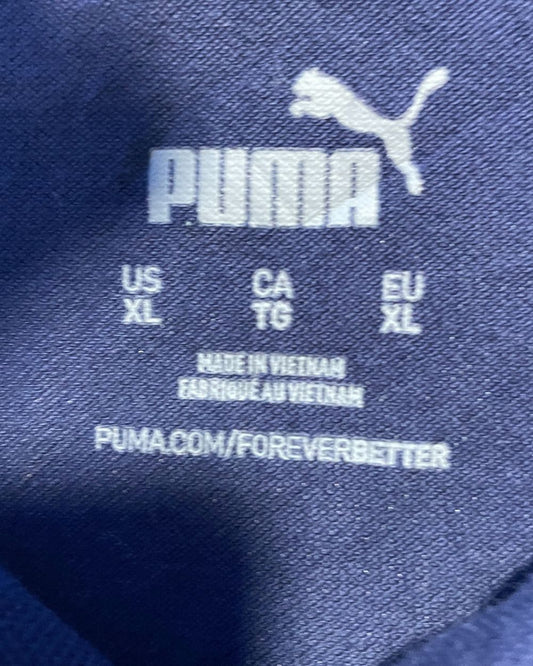 PUMA
US CA EU
XL TG XL
MADE IN VIETNAM
FABRIQUÉ AU VIETNAM
PUMA.COM/FOREVERBETTER